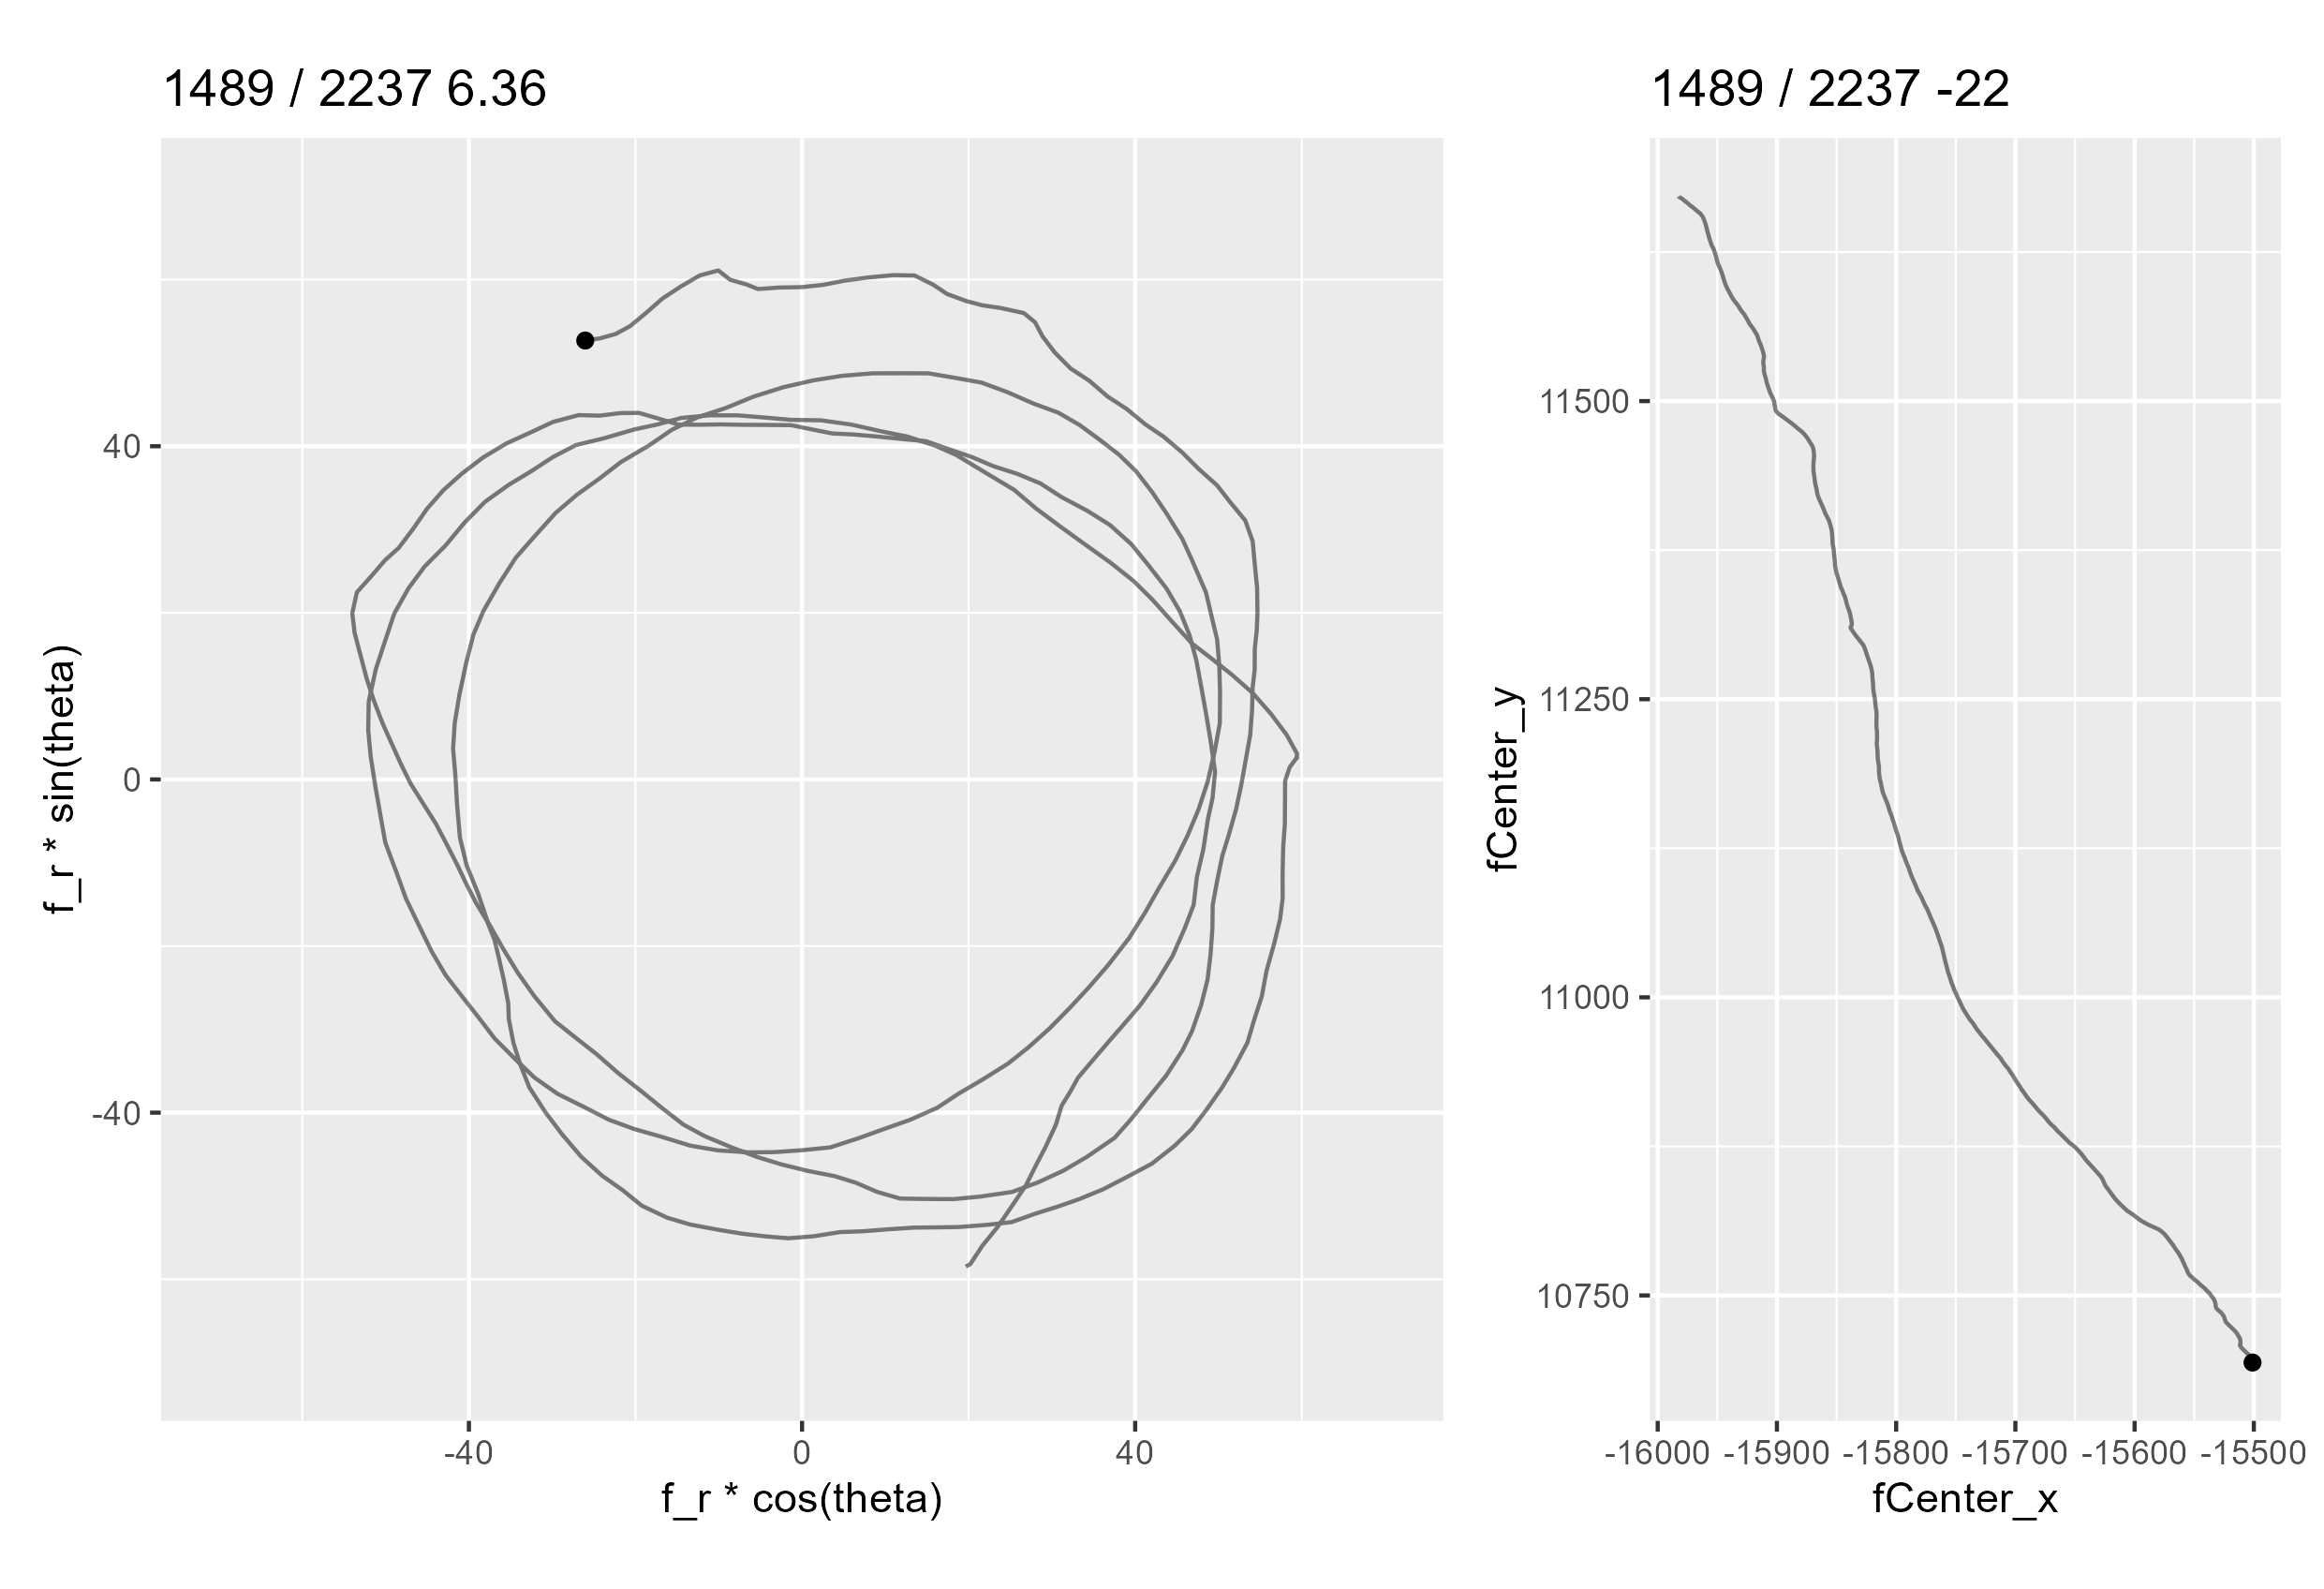 1489 / 2237 6.36
40
0
-40
f_r * sin(theta)
-40
0
40
f_r * cos(theta)
1489 / 2237 -22
11500
11250
11000
10750
fCenter_y
-16000
-15900
-15800
-15700
-15600
-15500
fCenter_x